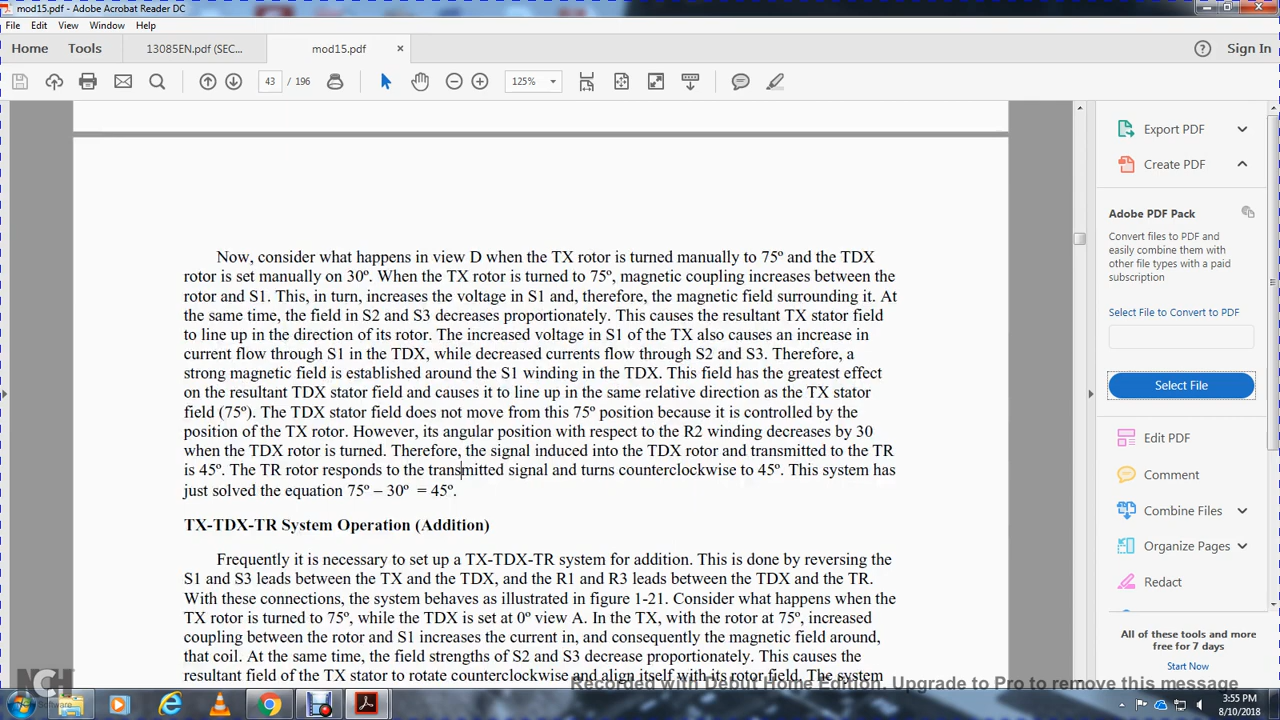 mod15.pdf - Adobe Acrobat Reader DC
File Edit View Window Help
Home Tools 13085EN.pdf (SEC... mod15.pdf × Sign In
43 / 196 125%
Now, consider what happens in view D when the TX rotor is turned manually to 75º and the TDX
rotor is set manually on 30º. When the TX rotor is turned to 75º, magnetic coupling increases between the
rotor and S1. This, in turn, increases the voltage in S1 and, therefore, the magnetic field surrounding it. At
the same time, the field in S2 and S3 decreases proportionately. This causes the resultant TX stator field
to line up in the direction of its rotor. The increased voltage in S1 of the TX also causes an increase in
current flow through S1 in the TDX, while decreased currents flow through S2 and S3. Therefore, a
strong magnetic field is established around the S1 winding in the TDX. This field has the greatest effect
on the resultant TDX stator field and causes it to line up in the same relative direction as the TX stator
field (75º). The TDX stator field does not move from this 75º position because it is controlled by the
position of the TX rotor. However, its angular position with respect to the R2 winding decreases by 30
when the TDX rotor is turned. Therefore, the signal induced into the TDX rotor and transmitted to the TR
is 45º. The TR rotor responds to the transmitted signal and turns counterclockwise to 45º. This system has
just solved the equation 75º – 30º = 45º.
TX-TDX-TR System Operation (Addition)
Frequently it is necessary to set up a TX-TDX-TR system for addition. This is done by reversing the
S1 and S3 leads between the TX and the TDX, and the R1 and R3 leads between the TDX and the TR.
With these connections, the system behaves as illustrated in figure 1-21. Consider what happens when the
TX rotor is turned to 75º, while the TDX is set at 0º view A. In the TX, with the rotor at 75º, increased
coupling between the rotor and S1 increases the current in, and consequently the magnetic field around,
that coil. At the same time, the field strengths of S2 and S3 decrease proportionately. This causes the
resultant field of the TX stator to rotate counterclockwise and align itself with its rotor field. The system
Export PDF
Create PDF
Adobe PDF Pack
Convert files to PDF and
easily combine them with
other file types with a paid
subscription
Select File to Convert to PDF
Select File
Edit PDF
Comment
Combine Files
Organize Pages
Redact
All of these tools and more
free for 7 days
Start Now
NCH
Software
Recorded with Debut Home Edition. Upgrade to Pro to remove this message
3:55 PM
8/10/2018